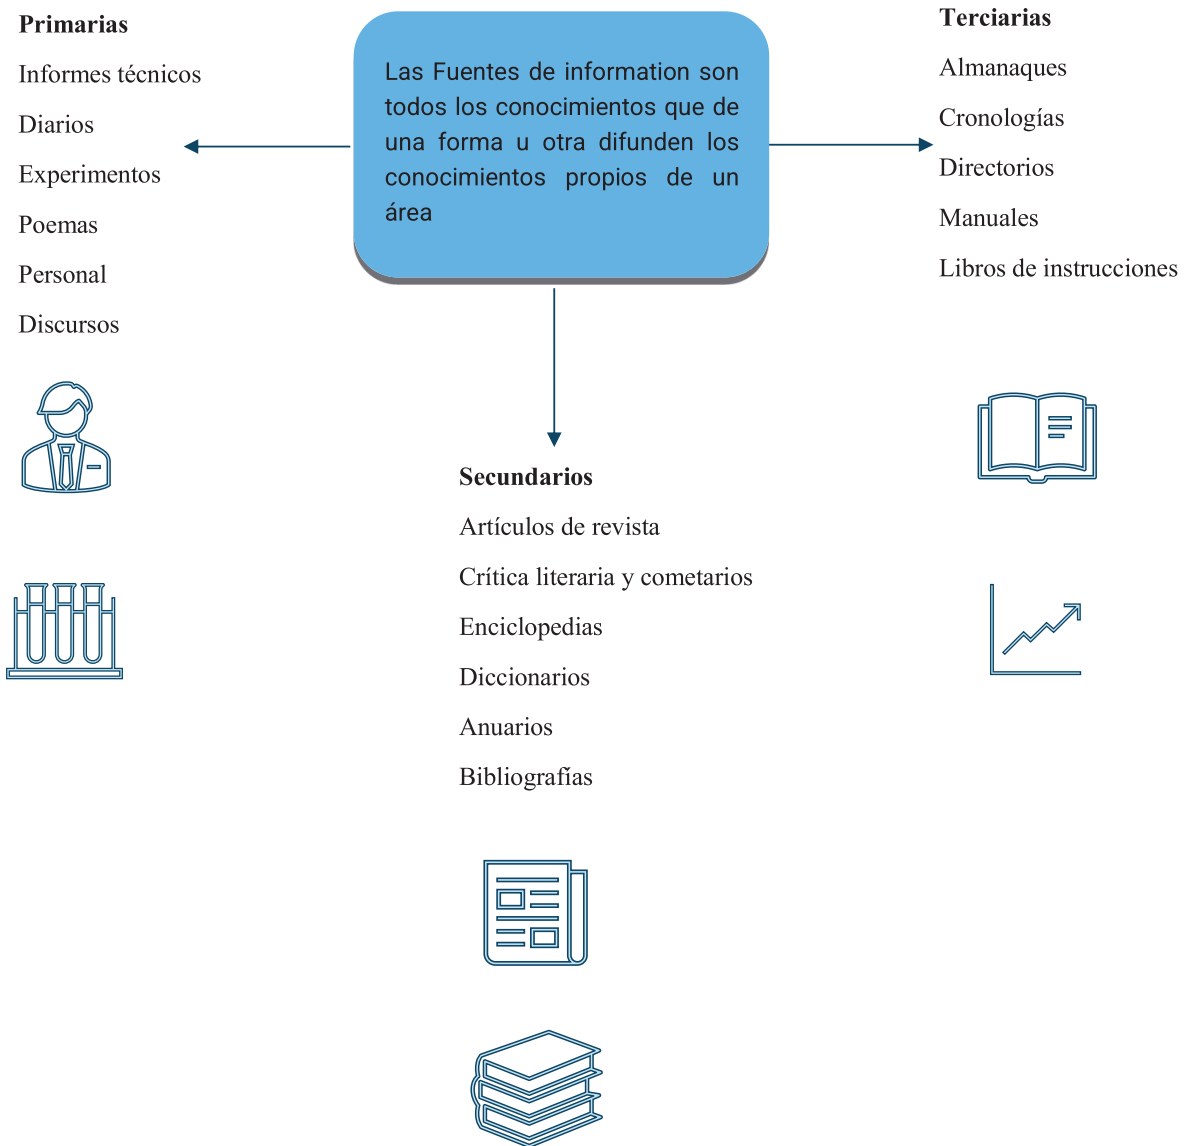 Primarias
Informes técnicos
Diarios
Experimentos
Poemas
Personal
Discursos
Las Fuentes de information son
todos los conocimientos que de
una forma u otra difunden los
conocimientos propios de un
área
Terciarias
Almanaques
Cronologías
Directorios
Manuales
Libros de instrucciones
Secundarios
Artículos de revista
Crítica literaria y cometarios
Enciclopedias
Diccionarios
Anuarios
Bibliografías